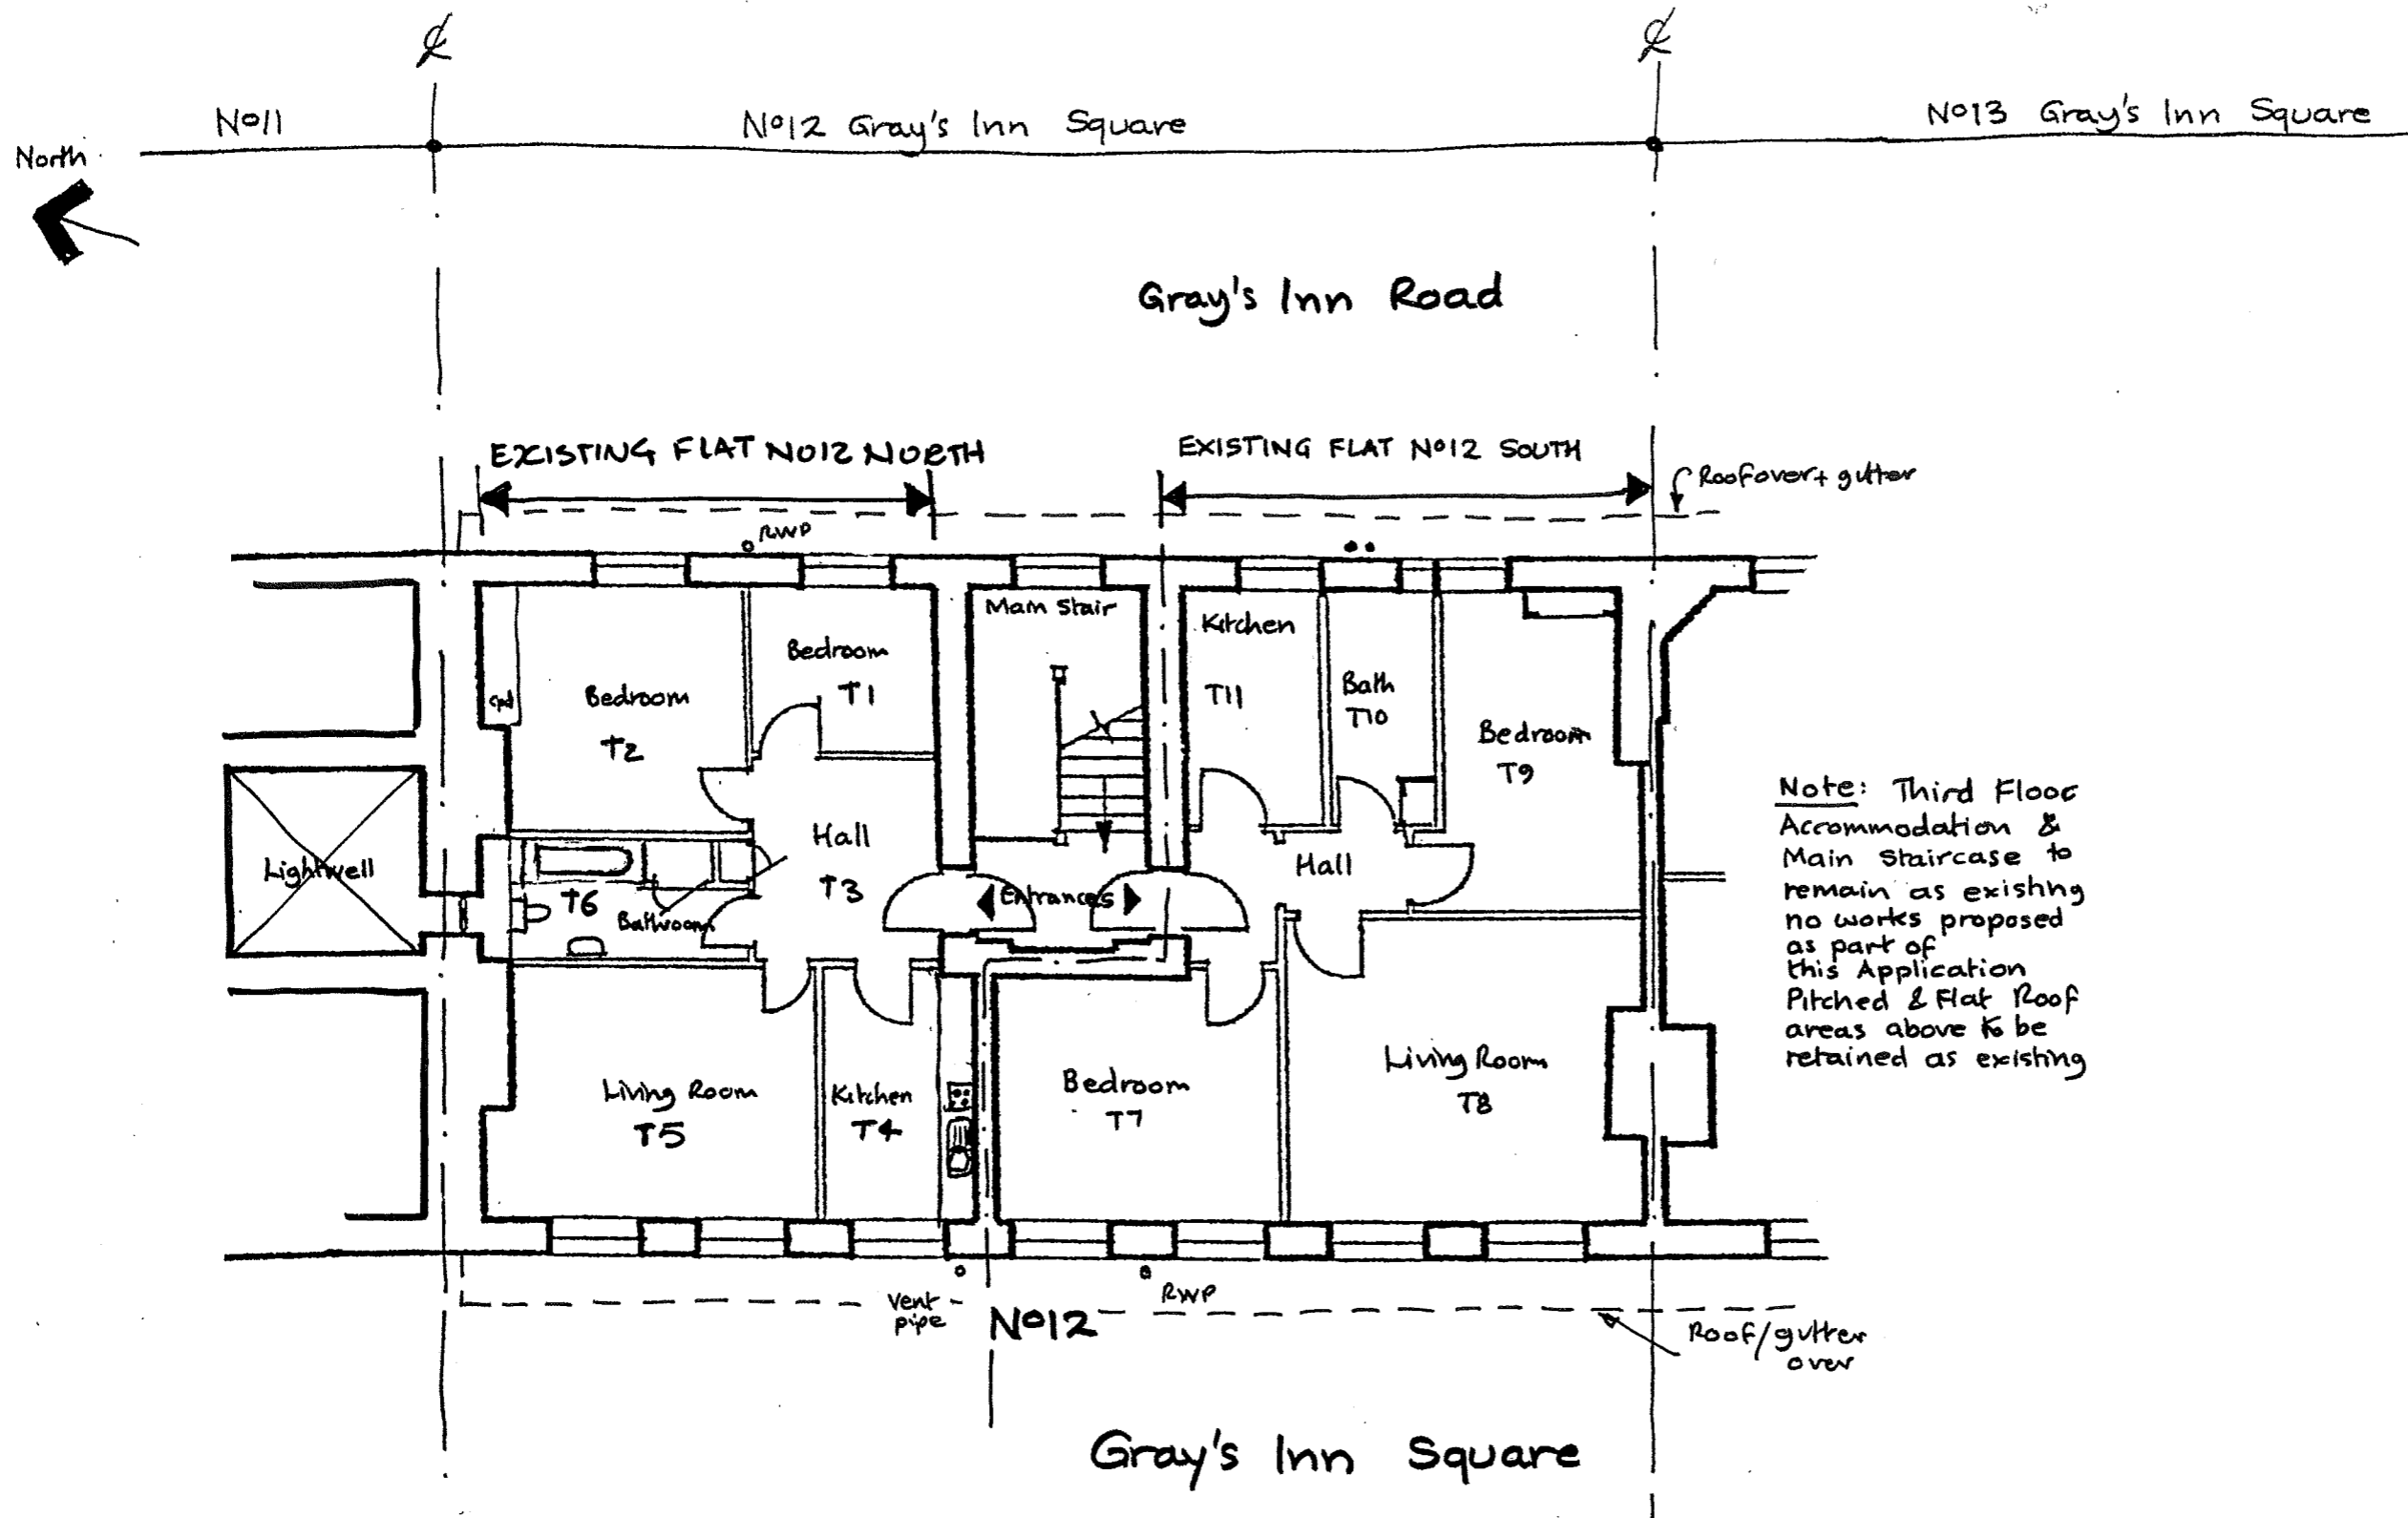 ℄
℄
No11
No12 Gray's Inn Square
No13 Gray's Inn Square
North
Gray's Inn Road
EXISTING FLAT No12 NORTH
EXISTING FLAT No12 SOUTH
Roof over + gutter
RWP
Main Stair
Kitchen
T11
Bath
T10
Bedroom
T1
Bedroom
T2
Bedroom
T9
Hall
T3
Hall
Lightwell
T6
Bathroom
Entrances
Note: Third Floor
Accommodation &
Main Staircase to
remain as existing
no works proposed
as part of
this Application
Pitched & Flat Roof
areas above to be
retained as existing
Living Room
T5
Kitchen
T4
Bedroom
T7
Living Room
T8
Vent
pipe
No12
RWP
Roof/gutter
over
Gray's Inn Square